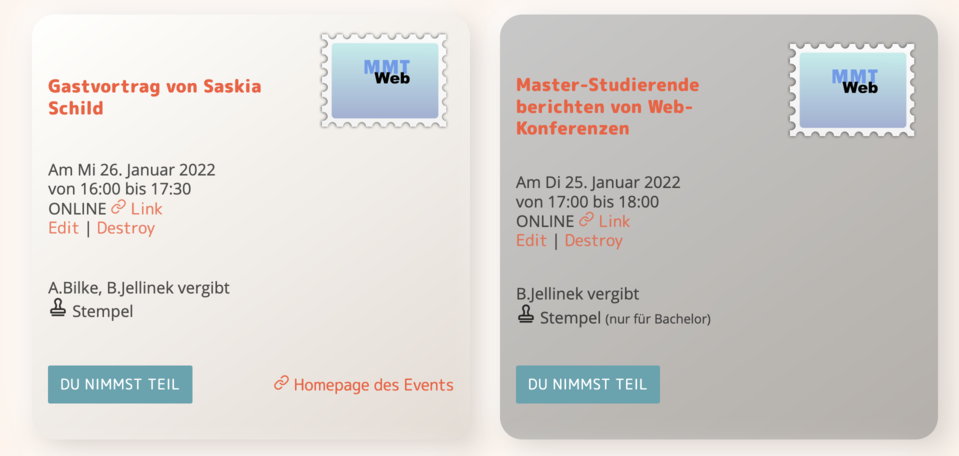 Gastvortrag von Saskia
Schild
MMT
Web
Am Mi 26. Januar 2022
von 16:00 bis 17:30
ONLINE Link
Edit | Destroy
A.Bilke, B.Jellinek vergibt
Stempel
DU NIMMST TEIL
Homepage des Events
Master-Studierende
berichten von Web-
Konferenzen
MMT
Web
Am Di 25. Januar 2022
von 17:00 bis 18:00
ONLINE Link
Edit | Destroy
B.Jellinek vergibt
Stempel (nur für Bachelor)
DU NIMMST TEIL